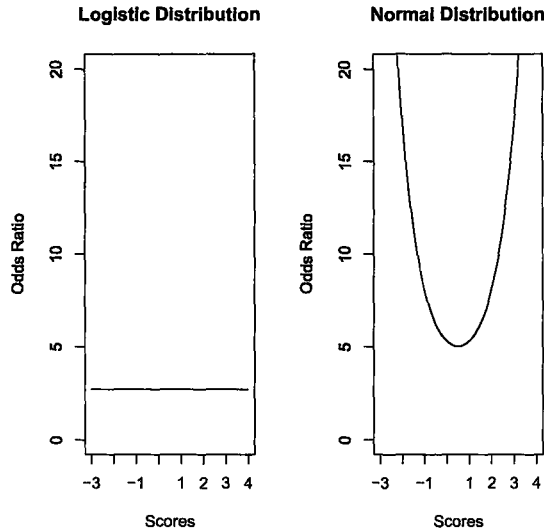 Logistic Distribution
Odds Ratio
20
15
10
5
0
−3 −1 1 2 3 4
Scores
Normal Distribution
Odds Ratio
20
15
10
5
0
−3 −1 1 2 3 4
Scores